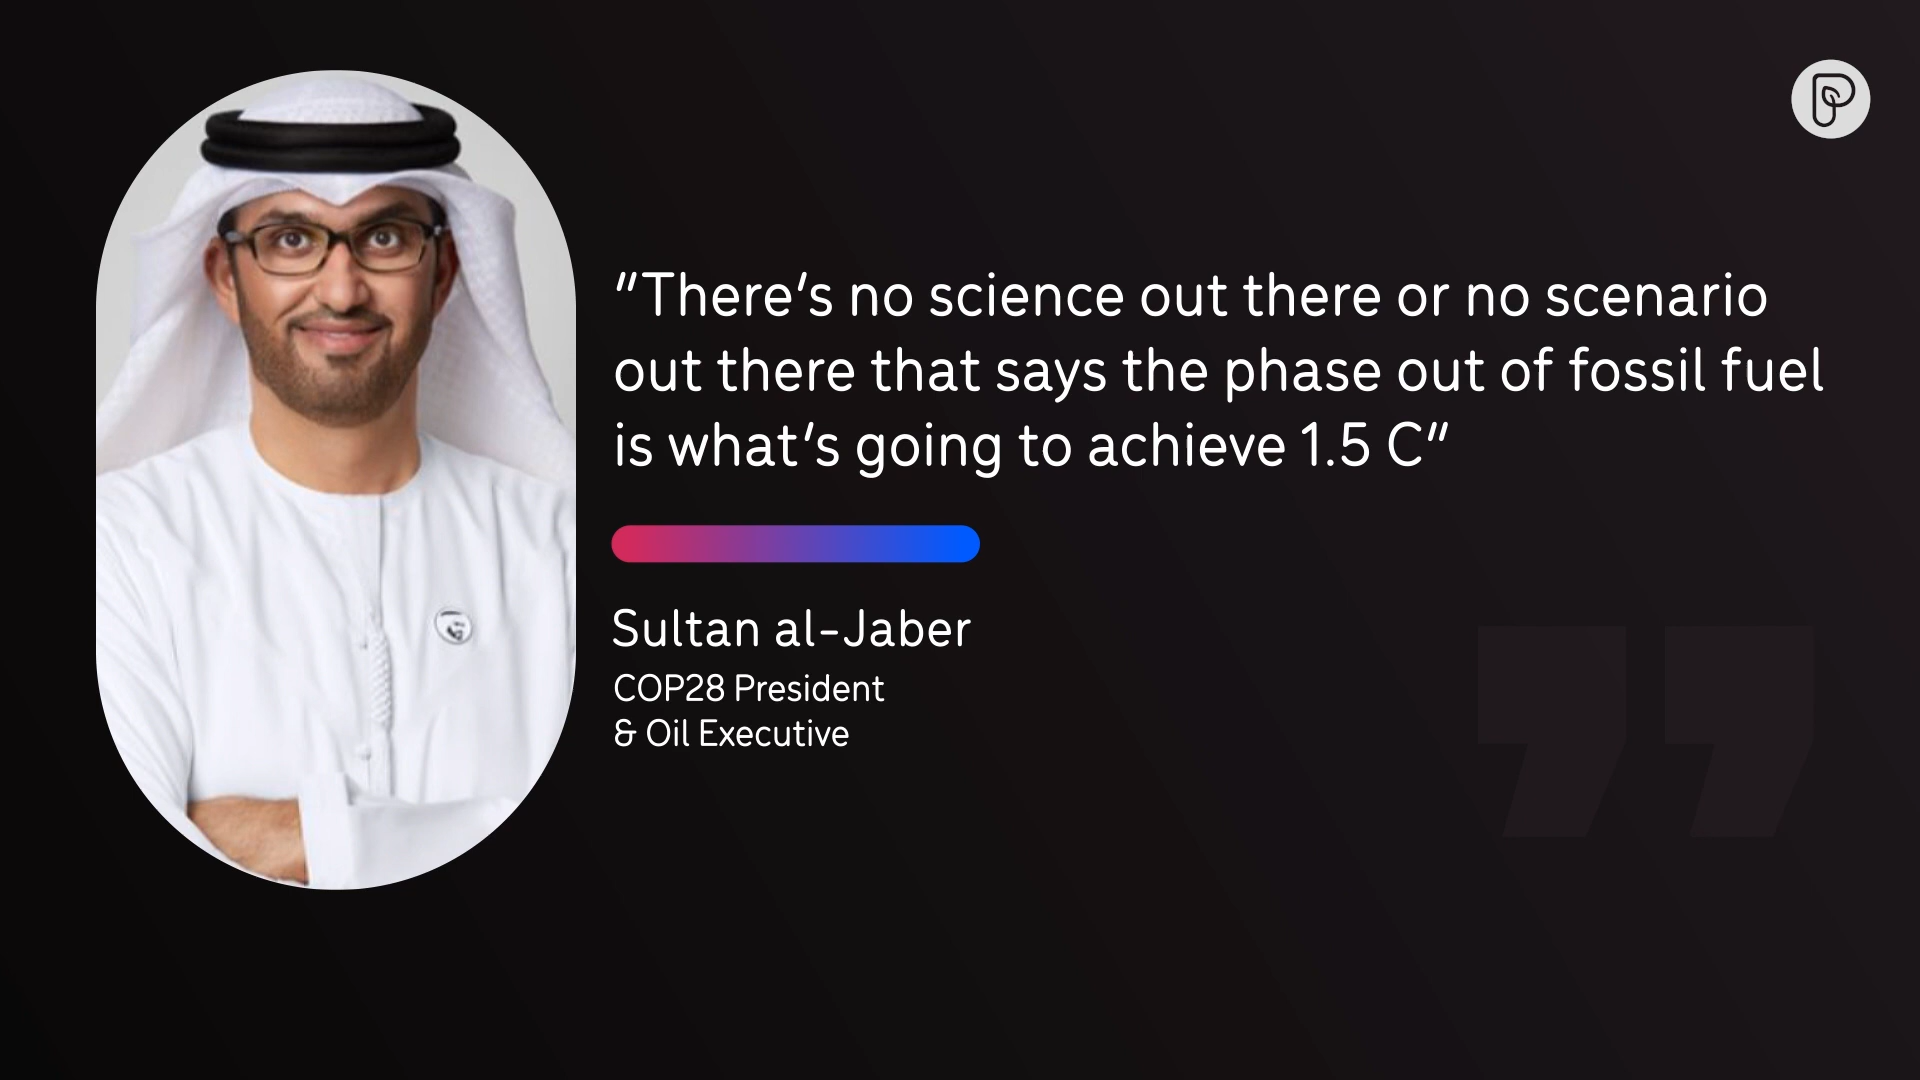 "There's no science out there or no scenario
out there that says the phase out of fossil fuel
is what's going to achieve 1.5 C"
Sultan al-Jaber
COP28 President
& Oil Executive